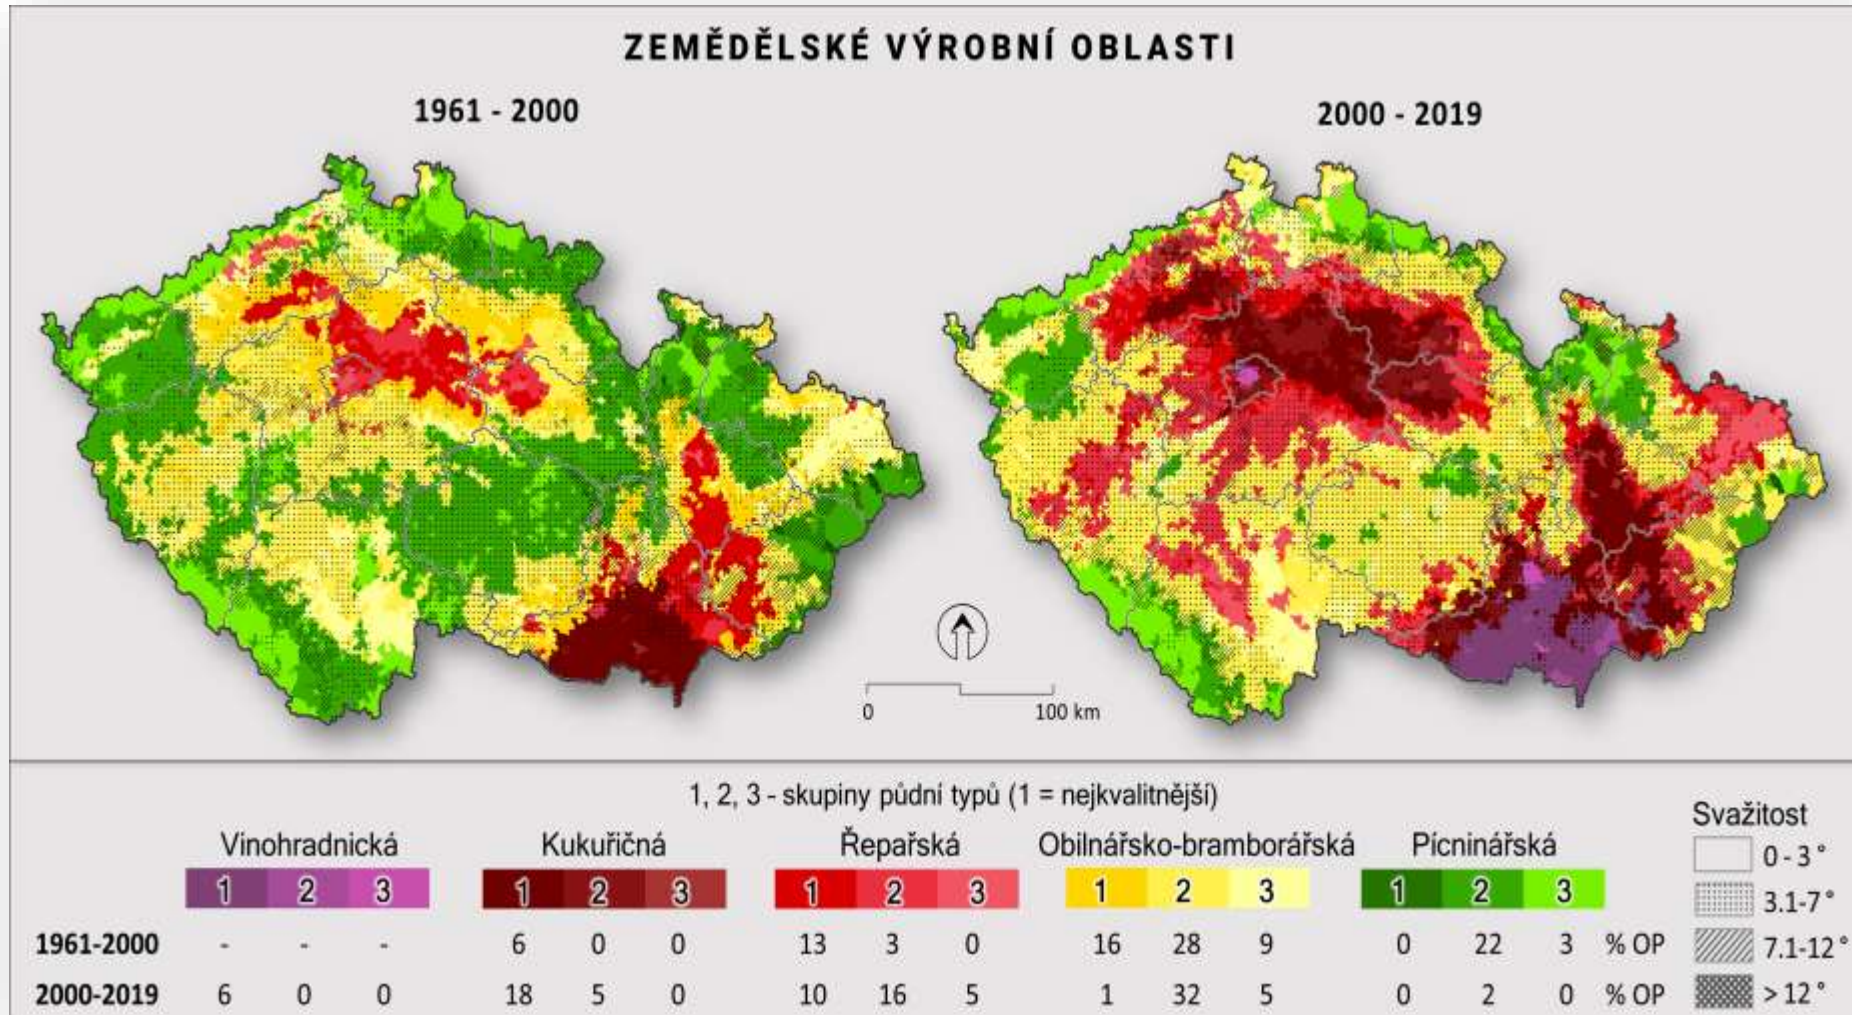 ZEMĚDĚLSKÉ VÝROBNÍ OBLASTI
1961 - 2000
2000 - 2019
0 100 km
1, 2, 3 - skupiny půdní typů (1 = nejkvalitnější)
Vinohradnická Kukuřičná Řepařská Obilnářsko-bramborářská Pícninářská
1 2 3 1 2 3 1 2 3 1 2 3 1 2 3
1961-2000 - - - 6 0 0 13 3 0 16 28 9 0 22 3 % OP
2000-2019 6 0 0 18 5 0 10 16 5 1 32 5 0 2 0 % OP
Svažitost
0 - 3 °
3.1-7 °
7.1-12 °
> 12 °